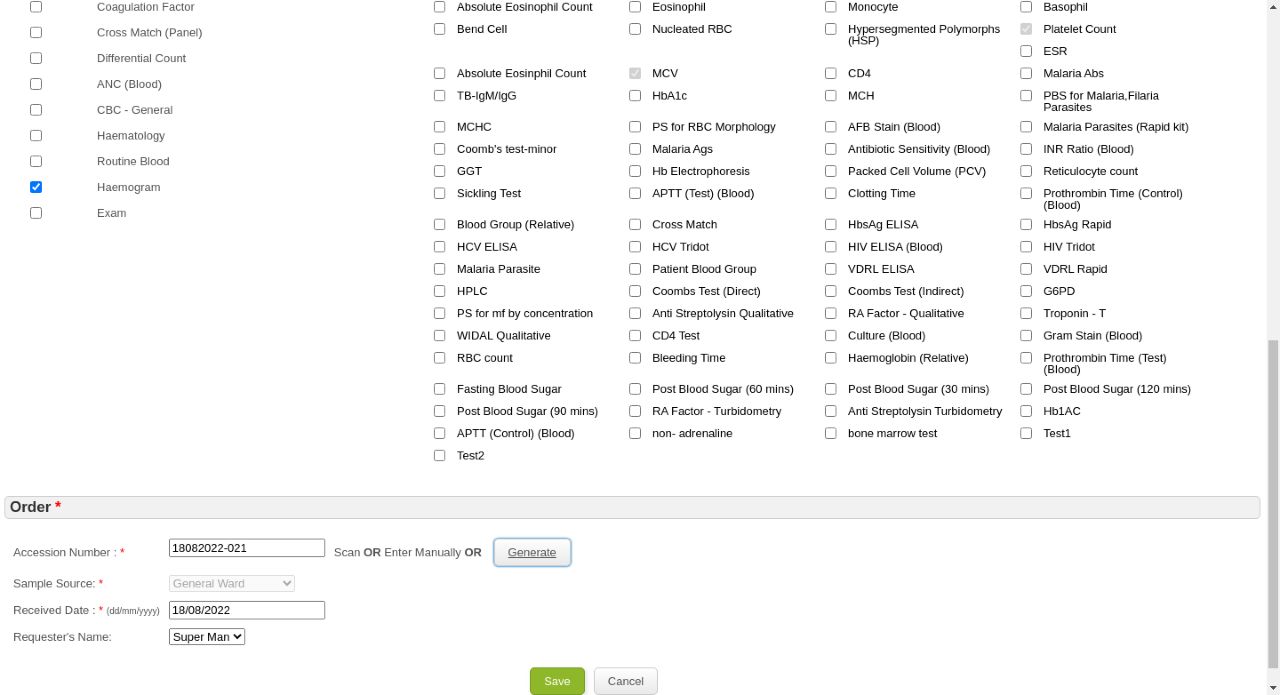 Coagulation Factor
Cross Match (Panel)
Differential Count
ANC (Blood)
CBC - General
Haematology
Routine Blood
Haemogram
Exam
Absolute Eosinophil Count Eosinophil Monocyte Basophil
Bend Cell Nucleated RBC Hypersegmented Polymorphs (HSP) Platelet Count
ESR
Absolute Eosinphil Count MCV CD4 Malaria Abs
TB-IgM/IgG HbA1c MCH PBS for Malaria,Filaria Parasites
MCHC PS for RBC Morphology AFB Stain (Blood) Malaria Parasites (Rapid kit)
Coomb's test-minor Malaria Ags Antibiotic Sensitivity (Blood) INR Ratio (Blood)
GGT Hb Electrophoresis Packed Cell Volume (PCV) Reticulocyte count
Sickling Test APTT (Test) (Blood) Clotting Time Prothrombin Time (Control) (Blood)
Blood Group (Relative) Cross Match HbsAg ELISA HbsAg Rapid
HCV ELISA HCV Tridot HIV ELISA (Blood) HIV Tridot
Malaria Parasite Patient Blood Group VDRL ELISA VDRL Rapid
HPLC Coombs Test (Direct) Coombs Test (Indirect) G6PD
PS for mf by concentration Anti Streptolysin Qualitative RA Factor - Qualitative Troponin - T
WIDAL Qualitative CD4 Test Culture (Blood) Gram Stain (Blood)
RBC count Bleeding Time Haemoglobin (Relative) Prothrombin Time (Test) (Blood)
Fasting Blood Sugar Post Blood Sugar (60 mins) Post Blood Sugar (30 mins) Post Blood Sugar (120 mins)
Post Blood Sugar (90 mins) RA Factor - Turbidometry Anti Streptolysin Turbidometry Hb1AC
APTT (Control) (Blood) non- adrenaline bone marrow test Test1
Test2
Order *
Accession Number : * 18082022-021 Scan OR Enter Manually OR Generate
Sample Source: * General Ward
Received Date : * (dd/mm/yyyy) 18/08/2022
Requester's Name: Super Man
Save Cancel